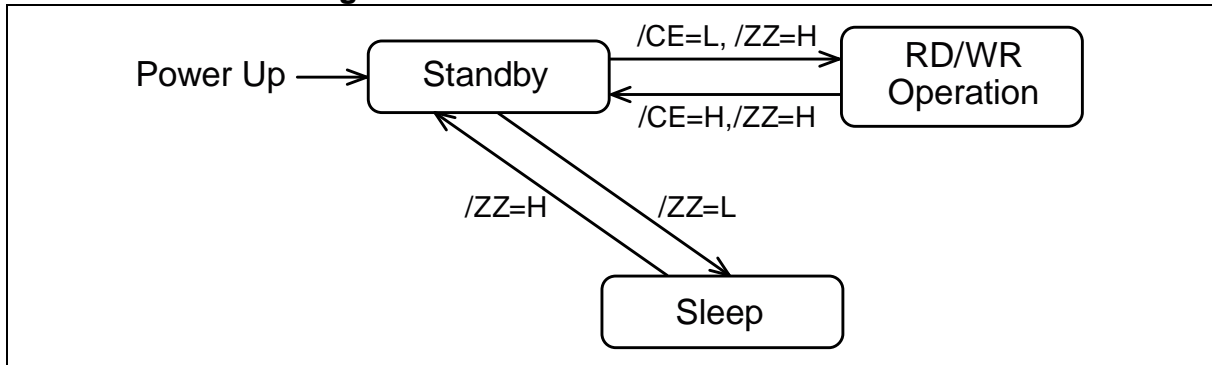 /CE=L, /ZZ=H
Power Up
Standby
RD/WR
Operation
/CE=H,/ZZ=H
/ZZ=H
/ZZ=L
Sleep